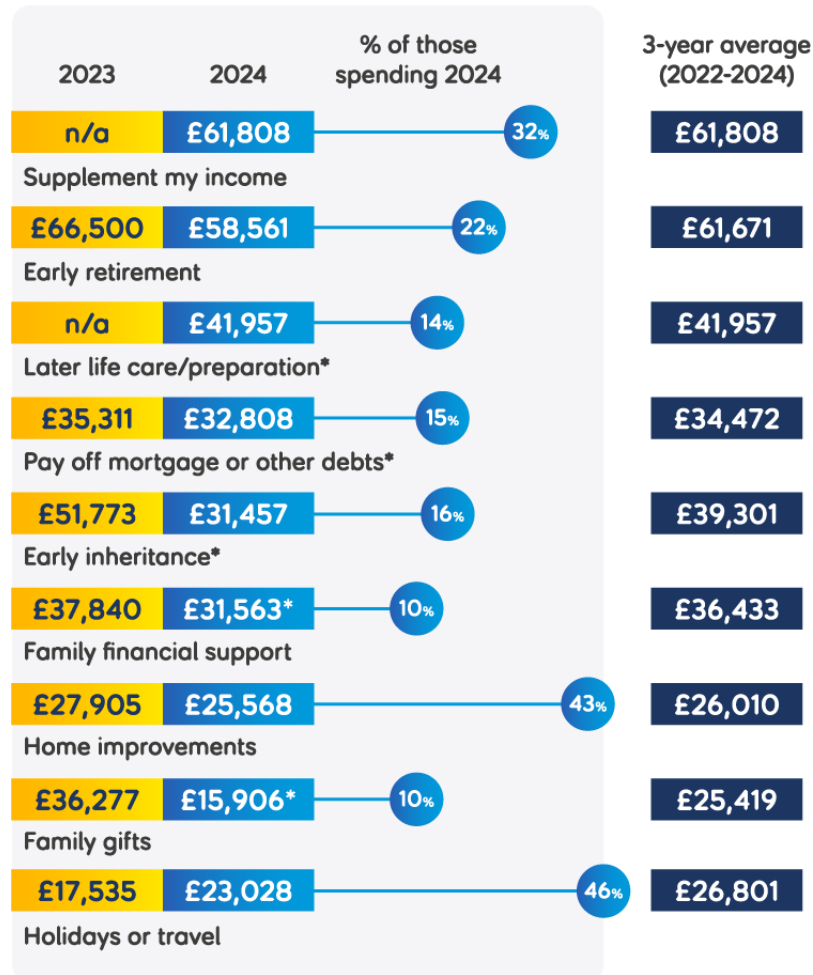 2023 2024 % of those spending 2024 3-year average (2022-2024)
n/a £61,808 32% £61,808
Supplement my income
£66,500 £58,561 22% £61,671
Early retirement
n/a £41,957 14% £41,957
Later life care/preparation*
£35,311 £32,808 15% £34,472
Pay off mortgage or other debts*
£51,773 £31,457 16% £39,301
Early inheritance*
£37,840 £31,563* 10% £36,433
Family financial support
£27,905 £25,568 43% £26,010
Home improvements
£36,277 £15,906* 10% £25,419
Family gifts
£17,535 £23,028 46% £26,801
Holidays or travel